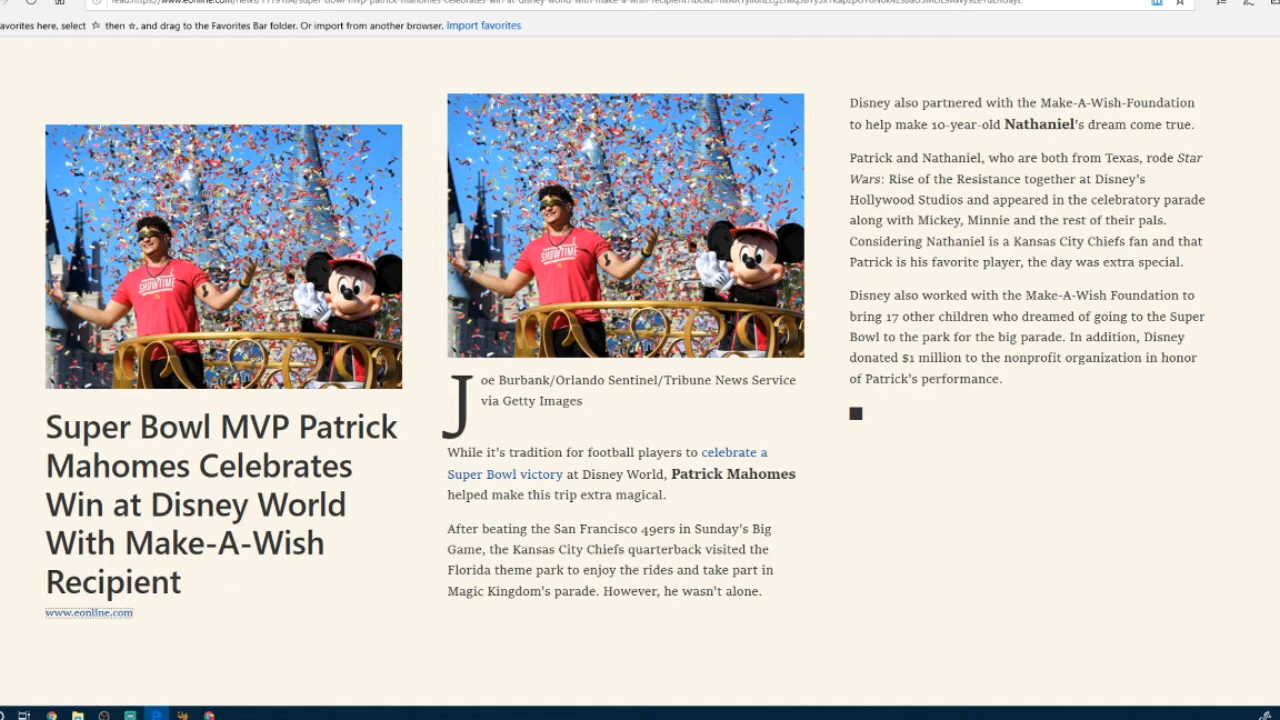 avorites here, select ☆ then ☆, and drag to the Favorites Bar folder. Or import from another browser. Import favorites
SHOWTIME
Super Bowl MVP Patrick
Mahomes Celebrates
Win at Disney World
With Make-A-Wish
Recipient
www.eonline.com
SHOWTIME
Joe Burbank/Orlando Sentinel/Tribune News Service
via Getty Images
While it's tradition for football players to celebrate a
Super Bowl victory at Disney World, Patrick Mahomes
helped make this trip extra magical.
After beating the San Francisco 49ers in Sunday's Big
Game, the Kansas City Chiefs quarterback visited the
Florida theme park to enjoy the rides and take part in
Magic Kingdom's parade. However, he wasn't alone.
Disney also partnered with the Make-A-Wish-Foundation
to help make 10-year-old Nathaniel's dream come true.
Patrick and Nathaniel, who are both from Texas, rode Star
Wars: Rise of the Resistance together at Disney's
Hollywood Studios and appeared in the celebratory parade
along with Mickey, Minnie and the rest of their pals.
Considering Nathaniel is a Kansas City Chiefs fan and that
Patrick is his favorite player, the day was extra special.
Disney also worked with the Make-A-Wish Foundation to
bring 17 other children who dreamed of going to the Super
Bowl to the park for the big parade. In addition, Disney
donated $1 million to the nonprofit organization in honor
of Patrick's performance.